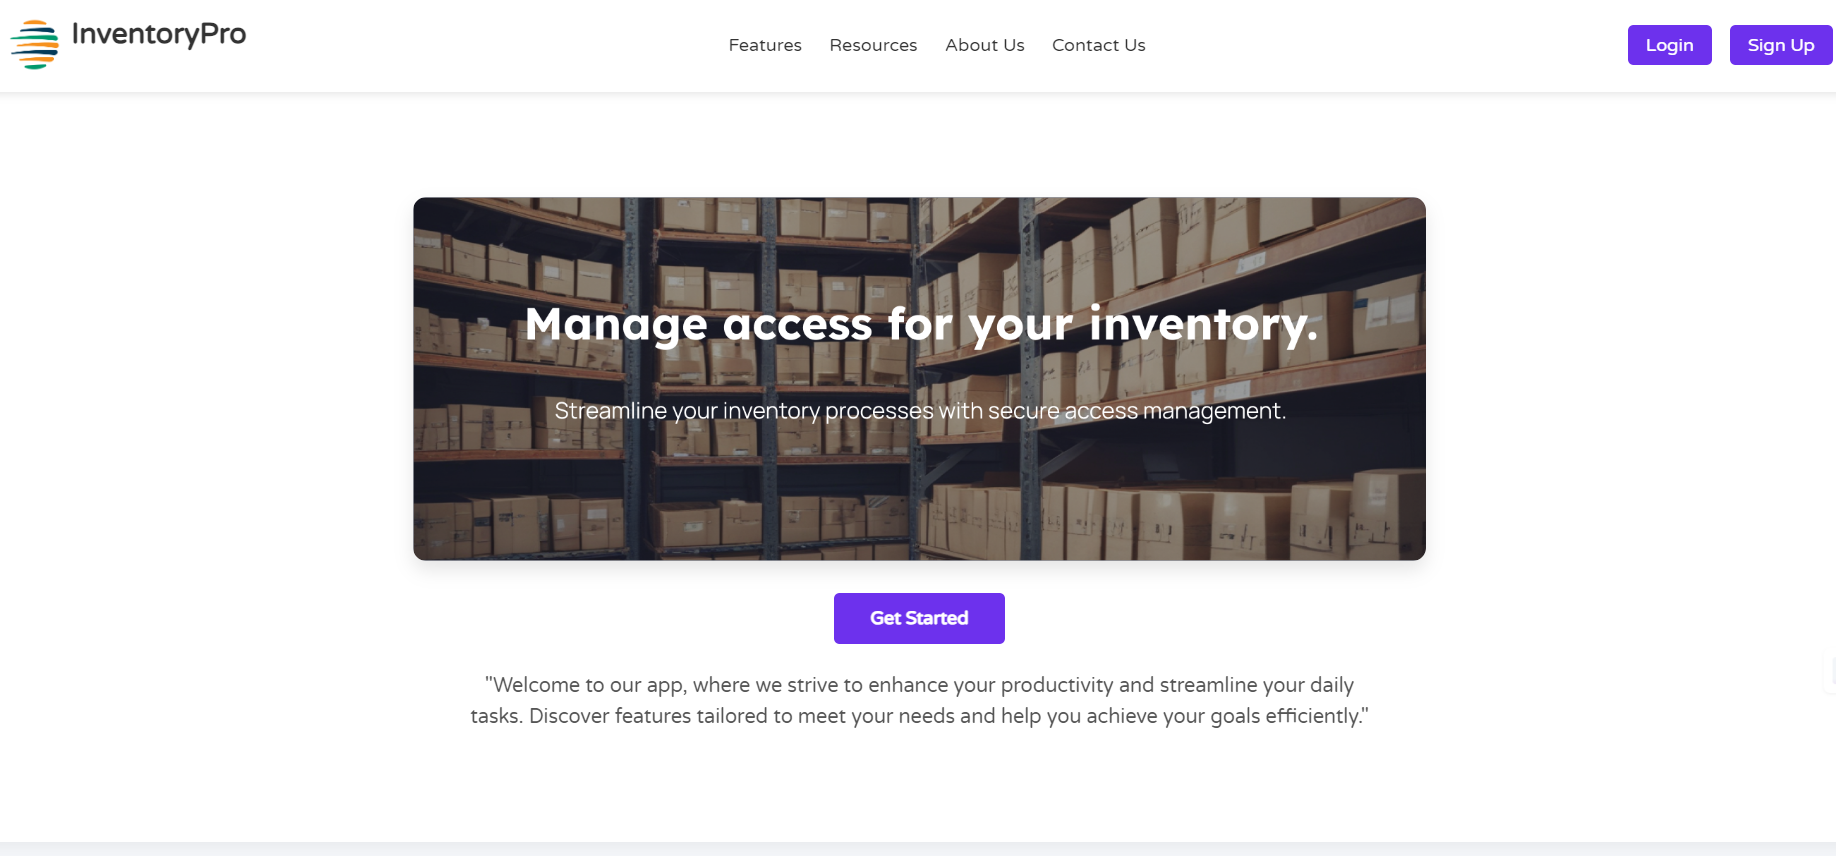 InventoryPro
Features Resources About Us Contact Us
Login Sign Up
Manage access for your inventory.
Streamline your inventory processes with secure access management.
Get Started
"Welcome to our app, where we strive to enhance your productivity and streamline your daily
tasks. Discover features tailored to meet your needs and help you achieve your goals efficiently."